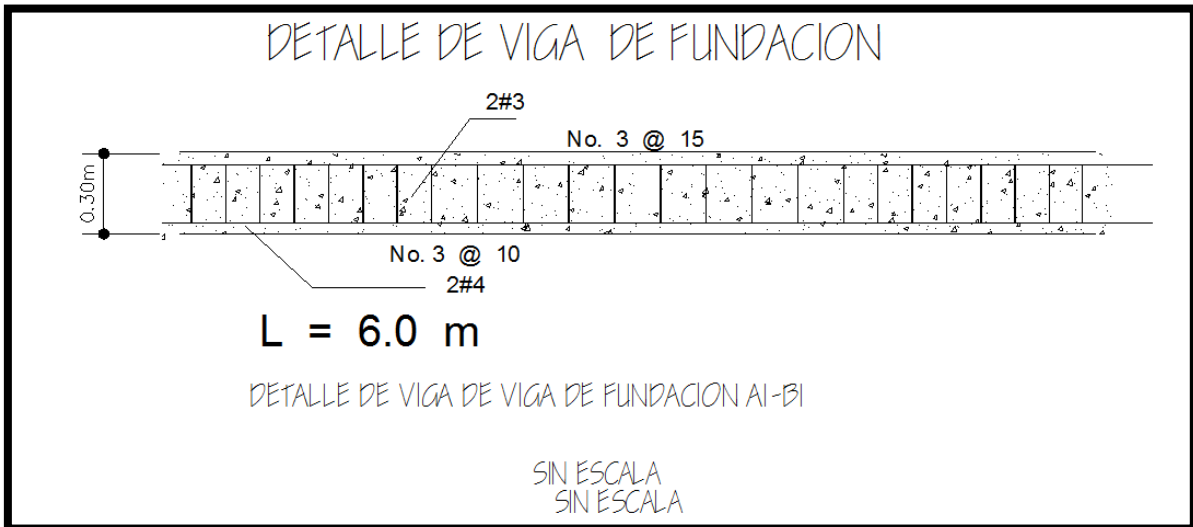 DETALLE DE VIGA DE FUNDACION
2#3
No. 3 @ 15
0.30m
No. 3 @ 10
2#4
L = 6.0 m
DETALLE DE VIGA DE VIGA DE FUNDACION A1-B1
SIN ESCALA
SIN ESCALA